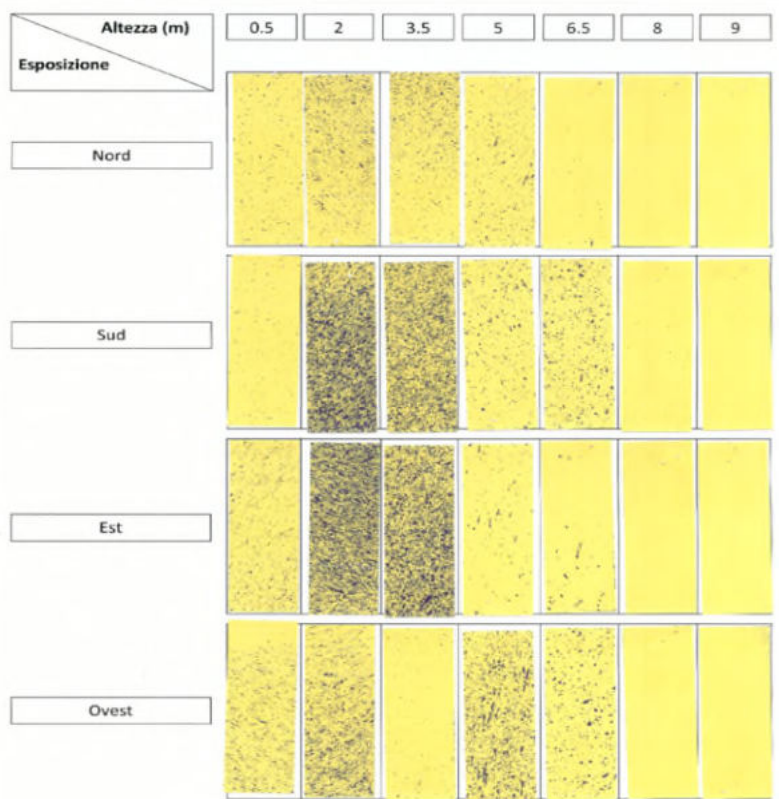 Altezza (m)
Esposizione
0.5 2 3.5 5 6.5 8 9
Nord
Sud
Est
Ovest